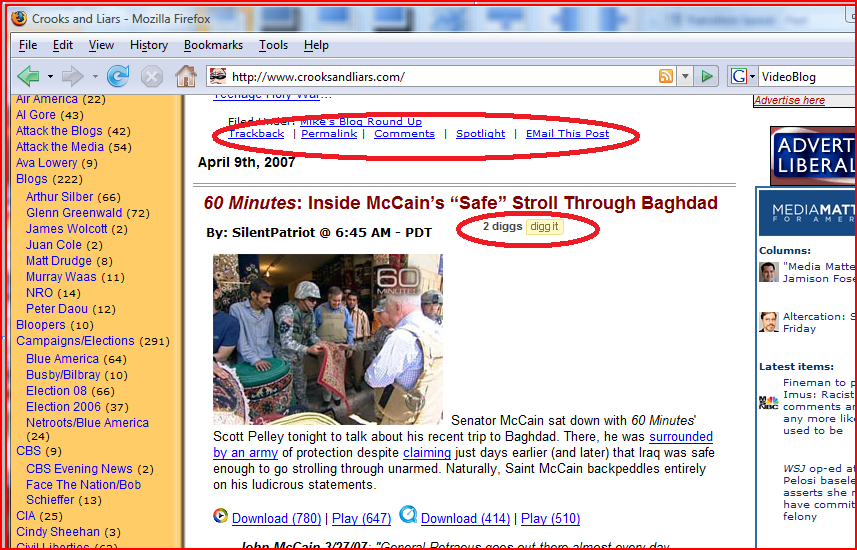 Crooks and Liars - Mozilla Firefox
File Edit View History Bookmarks Tools Help
http://www.crooksandliars.com/
G VideoBlog
Air America (22)
Al Gore (43)
Attack the Blogs (42)
Attack the Media (54)
Ava Lowery (9)
Blogs (222)
Arthur Silber (66)
Glenn Greenwald (72)
James Wolcott (2)
Juan Cole (2)
Matt Drudge (8)
Murray Waas (11)
NRO (14)
Peter Daou (12)
Bloopers (10)
Campaigns/Elections (291)
Blue America (64)
Busby/Bilbray (10)
Election 08 (66)
Election 2006 (37)
Netroots/Blue America
(24)
CBS (9)
CBS Evening News (2)
Face The Nation/Bob
Schieffer (13)
CIA (25)
Cindy Sheehan (3)
Civil Liberties (62)
Teenage Holy War...
Filed Under: Mike's Blog Round Up
Trackback | Permalink | Comments | Spotlight | EMail This Post
April 9th, 2007
60 Minutes: Inside McCain's “Safe” Stroll Through Baghdad
By: SilentPatriot @ 6:45 AM - PDT
2 diggs digg it
60
MINUTES
Senator McCain sat down with 60 Minutes'
Scott Pelley tonight to talk about his recent trip to Baghdad. There, he was surrounded
by an army of protection despite claiming just days earlier (and later) that Iraq was safe
enough to go strolling through unarmed. Naturally, Saint McCain backpeddles entirely
on his ludicrous statements.
Download (780) | Play (647) Download (414) | Play (510)
John McCain 3/27/07: "General Petraeus goes out there almost every day
Advertise here
ADVERT
LIBERAL
MEDIAMATT
FOR AMERICA
Columns:
"Media Matte
Jamison Fose
Altercation: S
Friday
Latest items:
Fineman to p
Imus: Racist
comments ar
any more like
used to be
MSNBC
WSJ op-ed at
Pelosi basele
asserts she m
have commit
felony